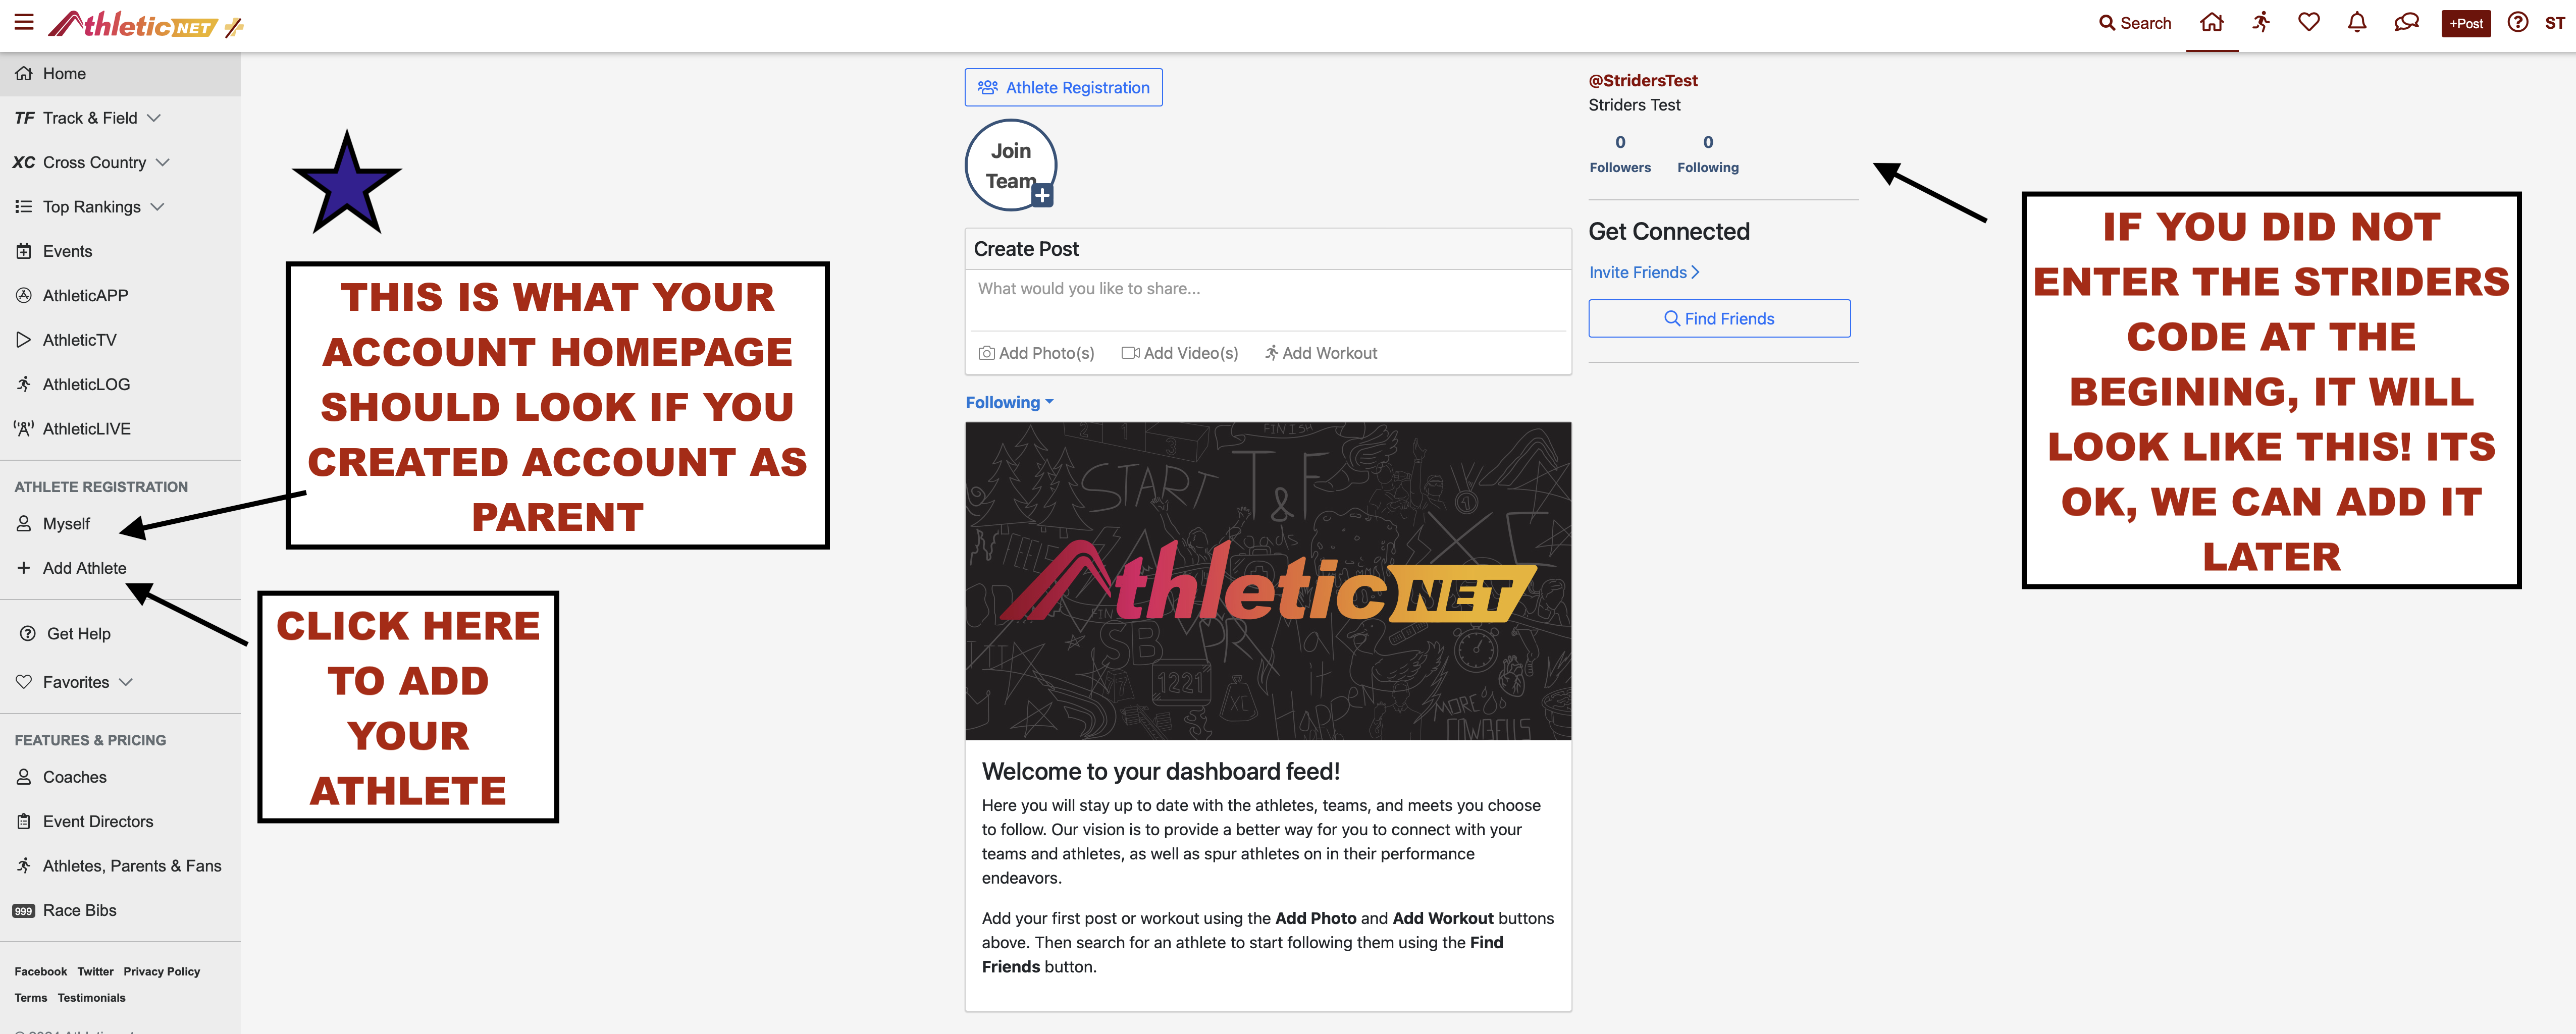 AthleticNET
Search
+Post
ST
Home
TF Track & Field
XC Cross Country
Top Rankings
Events
AthleticAPP
AthleticTV
AthleticLOG
AthleticLIVE
ATHLETE REGISTRATION
Myself
Add Athlete
Get Help
Favorites
FEATURES & PRICING
Coaches
Event Directors
Athletes, Parents & Fans
999 Race Bibs
Facebook Twitter Privacy Policy
Terms Testimonials
THIS IS WHAT YOUR
ACCOUNT HOMEPAGE
SHOULD LOOK IF YOU
CREATED ACCOUNT AS
PARENT
CLICK HERE
TO ADD
YOUR
ATHLETE
Athlete Registration
Join
Team
Create Post
What would you like to share...
Add Photo(s) Add Video(s) Add Workout
Following
FINISH
2 1 3
START T & F
XC
SB PR
1221
XC
AthleticNET
Welcome to your dashboard feed!
Here you will stay up to date with the athletes, teams, and meets you choose
to follow. Our vision is to provide a better way for you to connect with your
teams and athletes, as well as spur athletes on in their performance
endeavors.
Add your first post or workout using the Add Photo and Add Workout buttons
above. Then search for an athlete to start following them using the Find
Friends button.
@StridersTest
Striders Test
0 0
Followers Following
Get Connected
Invite Friends
Find Friends
IF YOU DID NOT
ENTER THE STRIDERS
CODE AT THE
BEGINING, IT WILL
LOOK LIKE THIS! ITS
OK, WE CAN ADD IT
LATER